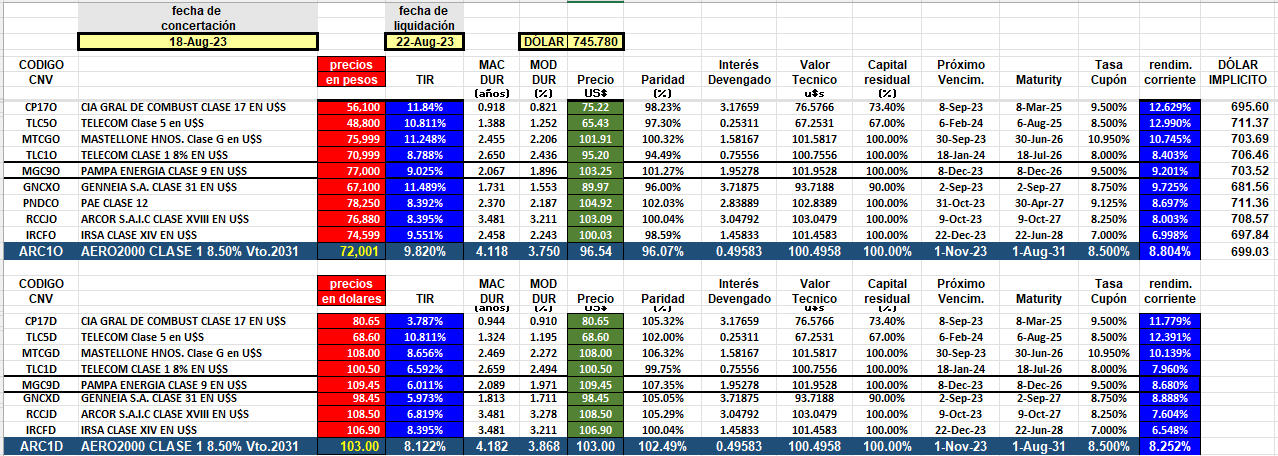 fecha de fecha de
concertación liquidación
18-Aug-23 22-Aug-23 DÓLAR 745.780
CODIGO precios MAC MOD Interés Valor Capital Próximo Tasa rendim. DÓLAR
CNV en pesos TIR DUR DUR Precio Paridad Devengado Tecnico residual Vencim. Maturity Cupón corriente IMPLICITO
(años) (%) US$ (%) u$s (%)
CP17O CIA GRAL DE COMBUST CLASE 17 EN U$S 56,100 11.84% 0.918 0.821 75.22 98.23% 3.17659 76.5766 73.40% 8-Sep-23 8-Mar-25 9.500% 12.629% 695.60
TLC5O TELECOM Clase 5 en U$S 48,800 10.811% 1.388 1.252 65.43 97.30% 0.25311 67.2531 67.00% 6-Feb-24 6-Aug-25 8.500% 12.990% 711.37
MTCGO MASTELLONE HNOS. Clase G en U$S 75,999 11.248% 2.455 2.206 101.91 100.32% 1.58167 101.5817 100.00% 30-Sep-23 30-Jun-26 10.950% 10.745% 703.69
TLC1O TELECOM CLASE 1 8% EN U$S 70,999 8.788% 2.650 2.436 95.20 94.49% 0.75556 100.7556 100.00% 18-Jan-24 18-Jul-26 8.000% 8.403% 706.46
MGC9O PAMPA ENERGIA CLASE 9 EN U$S 77,000 9.025% 2.067 1.896 103.25 101.27% 1.95278 101.9528 100.00% 8-Dec-23 8-Dec-26 9.500% 9.201% 703.52
GNCXO GENNEIA S.A. CLASE 31 EN U$S 67,100 11.489% 1.731 1.553 89.97 96.00% 3.71875 93.7188 90.00% 2-Sep-23 2-Sep-27 8.750% 9.725% 681.56
PNDCO PAE CLASE 12 78,250 8.392% 2.370 2.187 104.92 102.03% 2.83889 102.8389 100.00% 31-Oct-23 30-Apr-27 9.125% 8.697% 711.36
RCCJO ARCOR S.A.I.C CLASE XVIII EN U$S 76,880 8.395% 3.481 3.211 103.09 100.04% 3.04792 103.0479 100.00% 9-Oct-23 9-Oct-27 8.250% 8.003% 708.57
IRCFO IRSA CLASE XIV EN U$S 74,599 9.551% 2.458 2.243 100.03 98.59% 1.45833 101.4583 100.00% 22-Dec-23 22-Jun-28 7.000% 6.998% 697.84
ARC1O AERO2000 CLASE 1 8.50% Vto.2031 72,001 9.820% 4.118 3.750 96.54 96.07% 0.49583 100.4958 100.00% 1-Nov-23 1-Aug-31 8.500% 8.804% 699.03
CODIGO precios MAC MOD Interés Valor Capital Próximo Tasa rendim.
CNV en dolares TIR DUR DUR Precio Paridad Devengado Tecnico residual Vencim. Maturity Cupón corriente
(años) (%) US$ (%) u$s (%)
CP17D CIA GRAL DE COMBUST CLASE 17 EN U$S 80.65 3.787% 0.944 0.910 80.65 105.32% 3.17659 76.5766 73.40% 8-Sep-23 8-Mar-25 9.500% 11.779%
TLC5D TELECOM Clase 5 en U$S 68.60 10.811% 1.324 1.195 68.60 102.00% 0.25311 67.2531 67.00% 6-Feb-24 6-Aug-25 8.500% 12.391%
MTCGD MASTELLONE HNOS. Clase G en U$S 108.00 8.656% 2.469 2.272 108.00 106.32% 1.58167 101.5817 100.00% 30-Sep-23 30-Jun-26 10.950% 10.139%
TLC1D TELECOM CLASE 1 8% EN U$S 100.50 6.592% 2.659 2.494 100.50 99.75% 0.75556 100.7556 100.00% 18-Jan-24 18-Jul-26 8.000% 7.960%
MGC9D PAMPA ENERGIA CLASE 9 EN U$S 109.45 6.011% 2.089 1.971 109.45 107.35% 1.95278 101.9528 100.00% 8-Dec-23 8-Dec-26 9.500% 8.680%
GNCXD GENNEIA S.A. CLASE 31 EN U$S 98.45 5.973% 1.813 1.711 98.45 105.05% 3.71875 93.7188 90.00% 2-Sep-23 2-Sep-27 8.750% 8.888%
RCCJD ARCOR S.A.I.C CLASE XVIII EN U$S 108.50 6.819% 3.481 3.278 108.50 105.29% 3.04792 103.0479 100.00% 9-Oct-23 9-Oct-27 8.250% 7.604%
IRCFD IRSA CLASE XIV EN U$S 106.90 8.395% 3.481 3.211 106.90 100.04% 1.45833 101.4583 100.00% 22-Dec-23 22-Jun-28 7.000% 6.548%
ARC1D AERO2000 CLASE 1 8.50% Vto.2031 103.00 8.122% 4.182 3.868 103.00 102.49% 0.49583 100.4958 100.00% 1-Nov-23 1-Aug-31 8.500% 8.252%